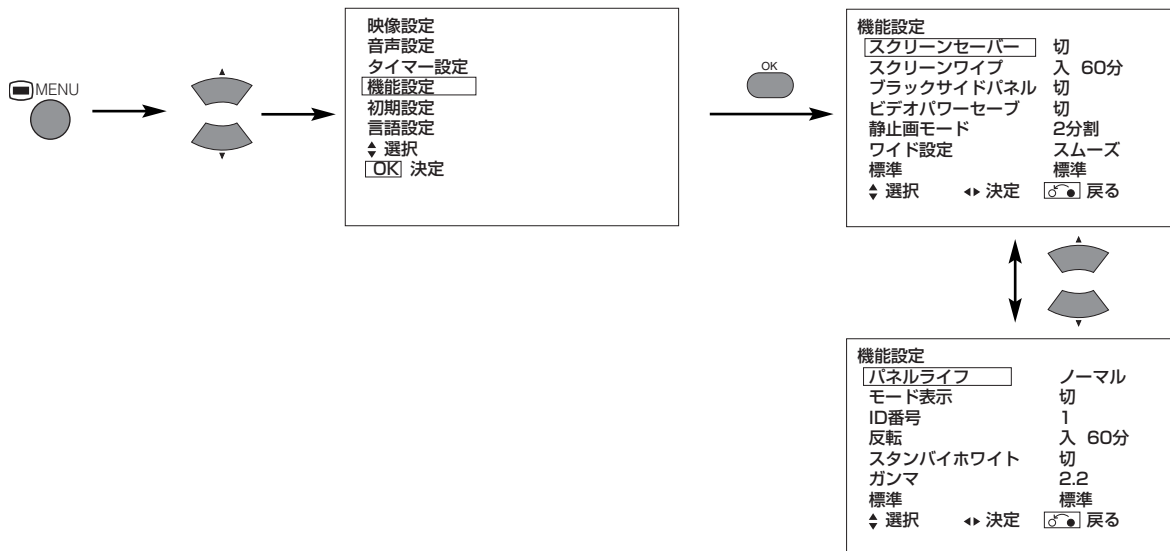 MENU
映像設定
音声設定
タイマー設定
機能設定
初期設定
言語設定
選択
OK 決定
OK
機能設定
スクリーンセーバー 切
スクリーンワイプ 入 60分
ブラックサイドパネル 切
ビデオパワーセーブ 切
静止画モード 2分割
ワイド設定 スムーズ
標準 標準
選択 決定 戻る
機能設定
パネルライフ ノーマル
モード表示 切
ID番号 1
反転 入 60分
スタンバイホワイト 切
ガンマ 2.2
標準 標準
選択 決定 戻る